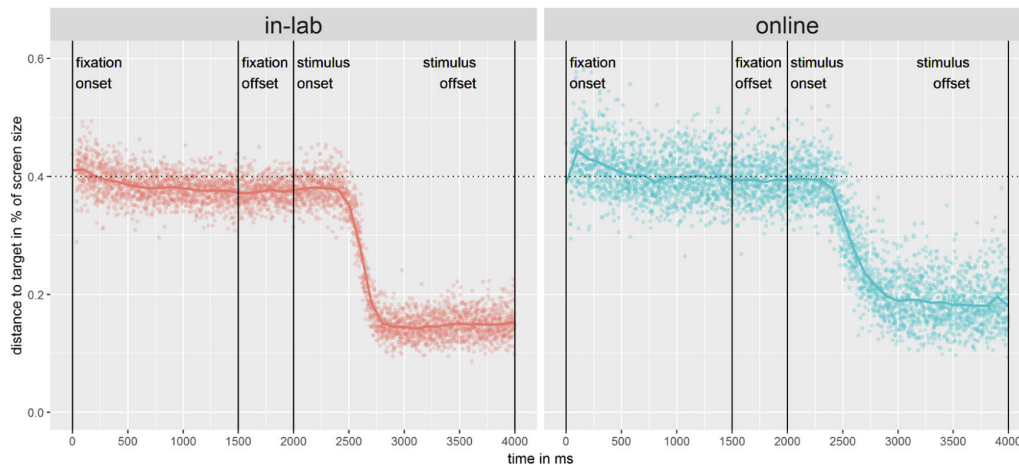 in-lab
online
fixation onset
fixation offset
stimulus onset
stimulus offset
fixation onset
fixation offset
stimulus onset
stimulus offset
0.6
0.4
0.2
0.0
distance to target in % of screen size
0 500 1000 1500 2000 2500 3000 3500 4000
0 500 1000 1500 2000 2500 3000 3500 4000
time in ms